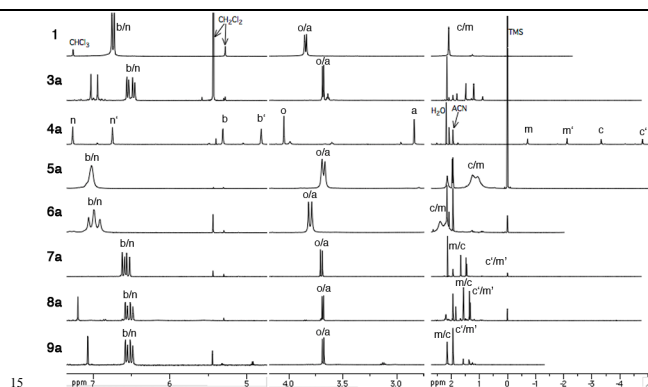 1 CHCl3 b/n CH2Cl2 o/a c/m TMS
3a b/n o/a
4a n n' b b' o a H2O ACN m m' c c'
5a b/n o/a c/m
6a b/n o/a c/m
7a b/n o/a m/c c'/m'
8a b/n o/a m/c c'/m'
9a b/n o/a m/c c'/m'
15 ppm 7 6 5 4.0 3.5 3.0 ppm 2 1 0 -1 -2 -3 -4